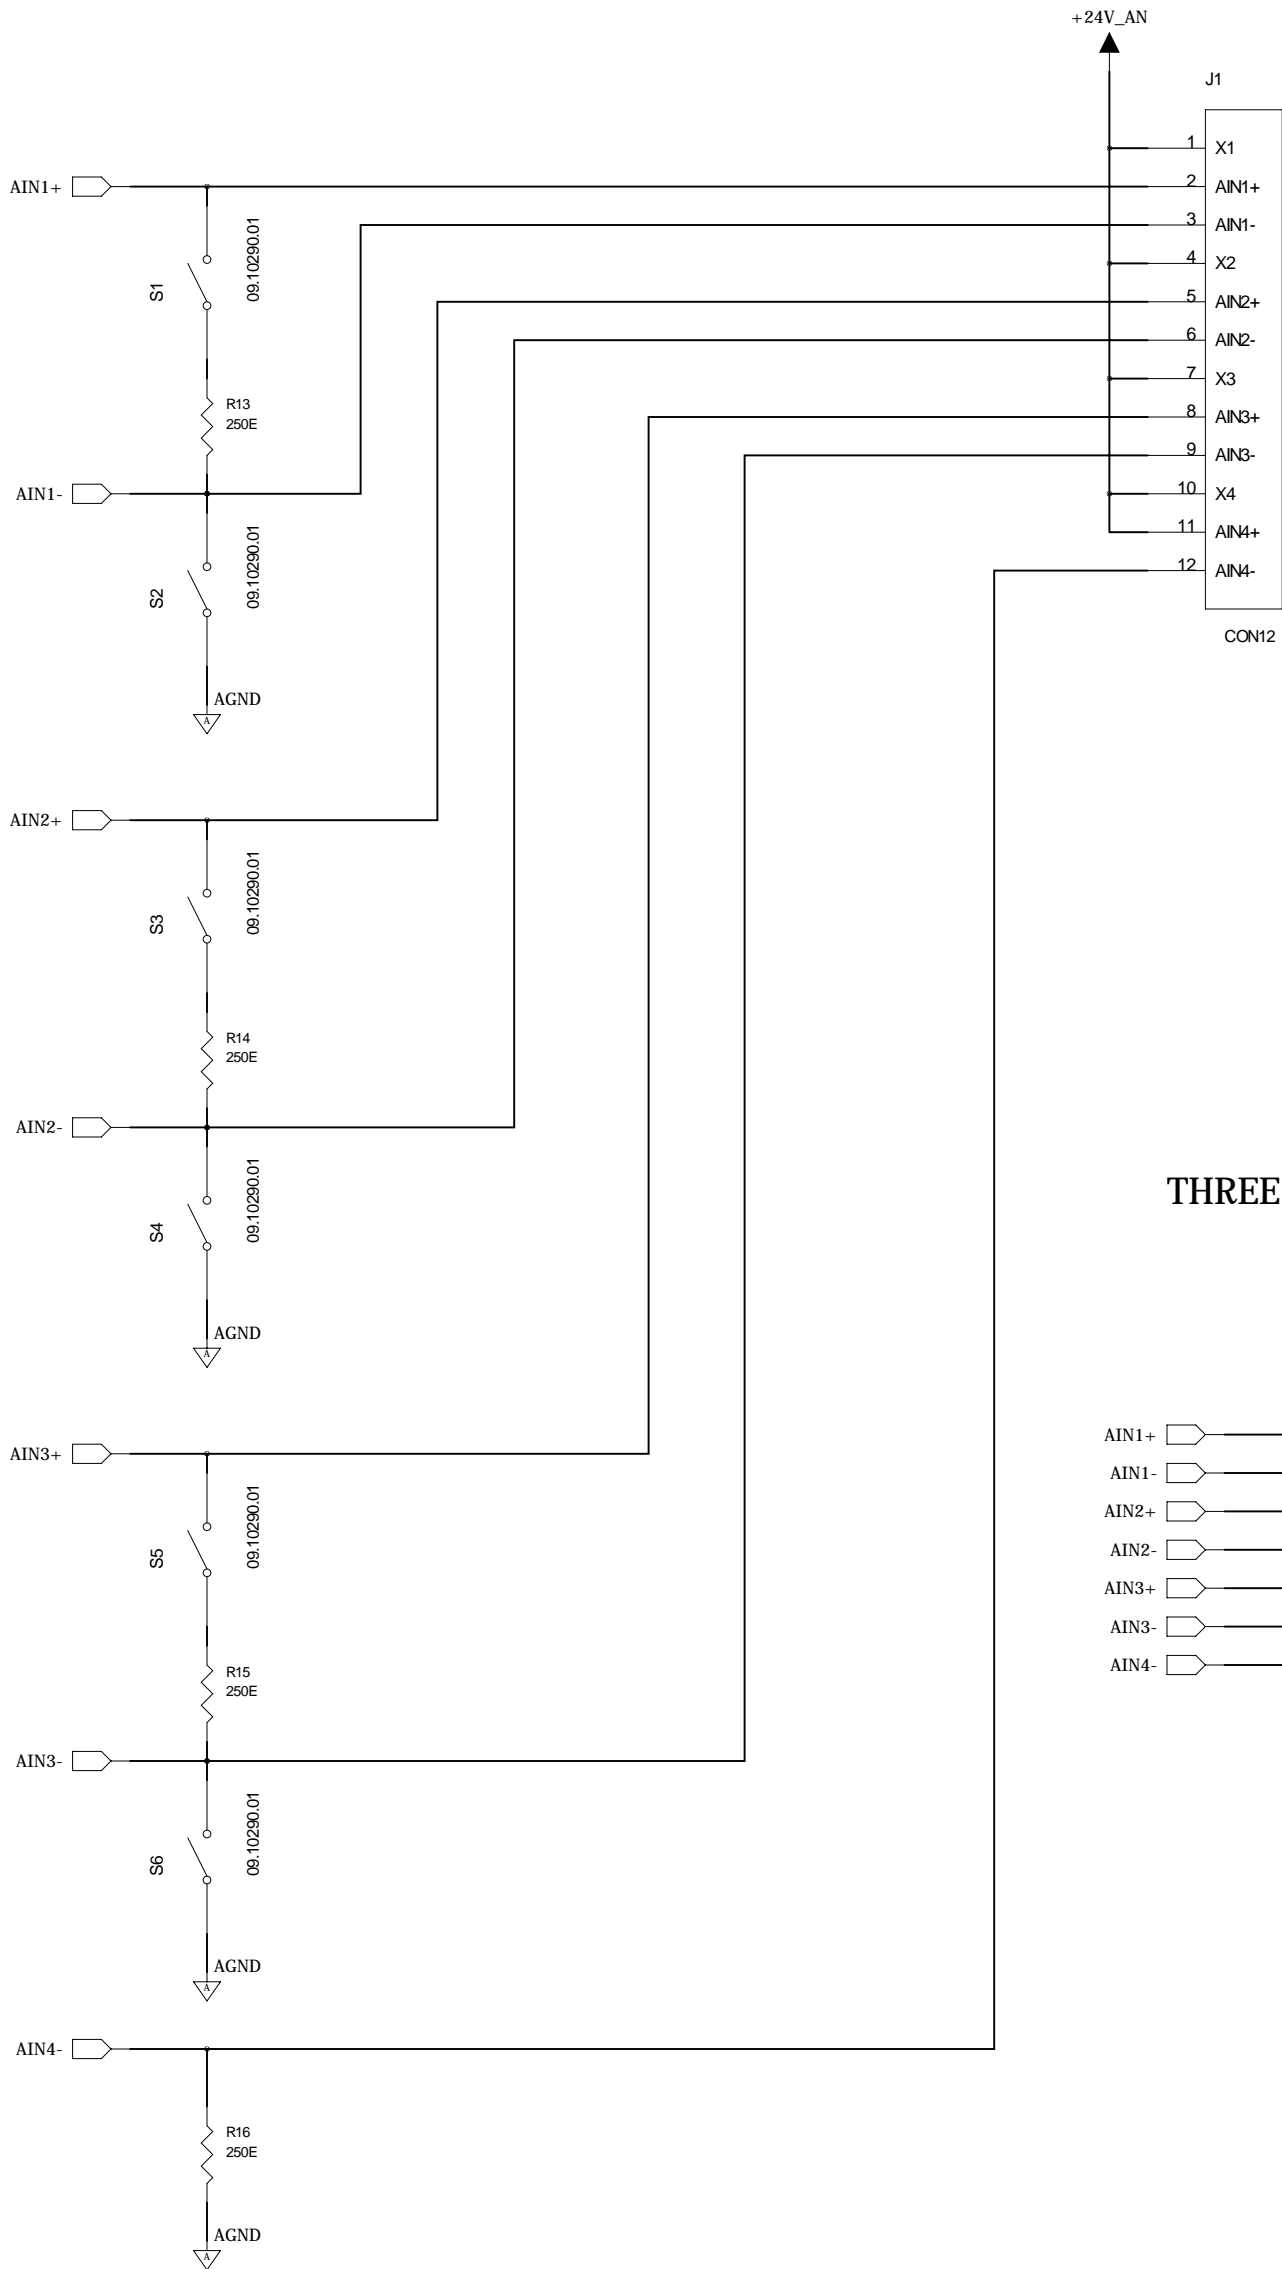 +24V_AN
J1
1 X1
AIN1+
2 AIN1+
3 AIN1-
4 X2
5 AIN2+
6 AIN2-
7 X3
8 AIN3+
9 AIN3-
10 X4
11 AIN4+
12 AIN4-
CON12
S1
09.10290.01
R13
250E
AIN1-
S2
09.10290.01
AGND
A
AIN2+
S3
09.10290.01
R14
250E
AIN2-
S4
09.10290.01
AGND
A
THREE
AIN3+
S5
09.10290.01
R15
250E
AIN3-
S6
09.10290.01
AGND
A
AIN1+
AIN1-
AIN2+
AIN2-
AIN3+
AIN3-
AIN4-
AIN4-
R16
250E
AGND
A